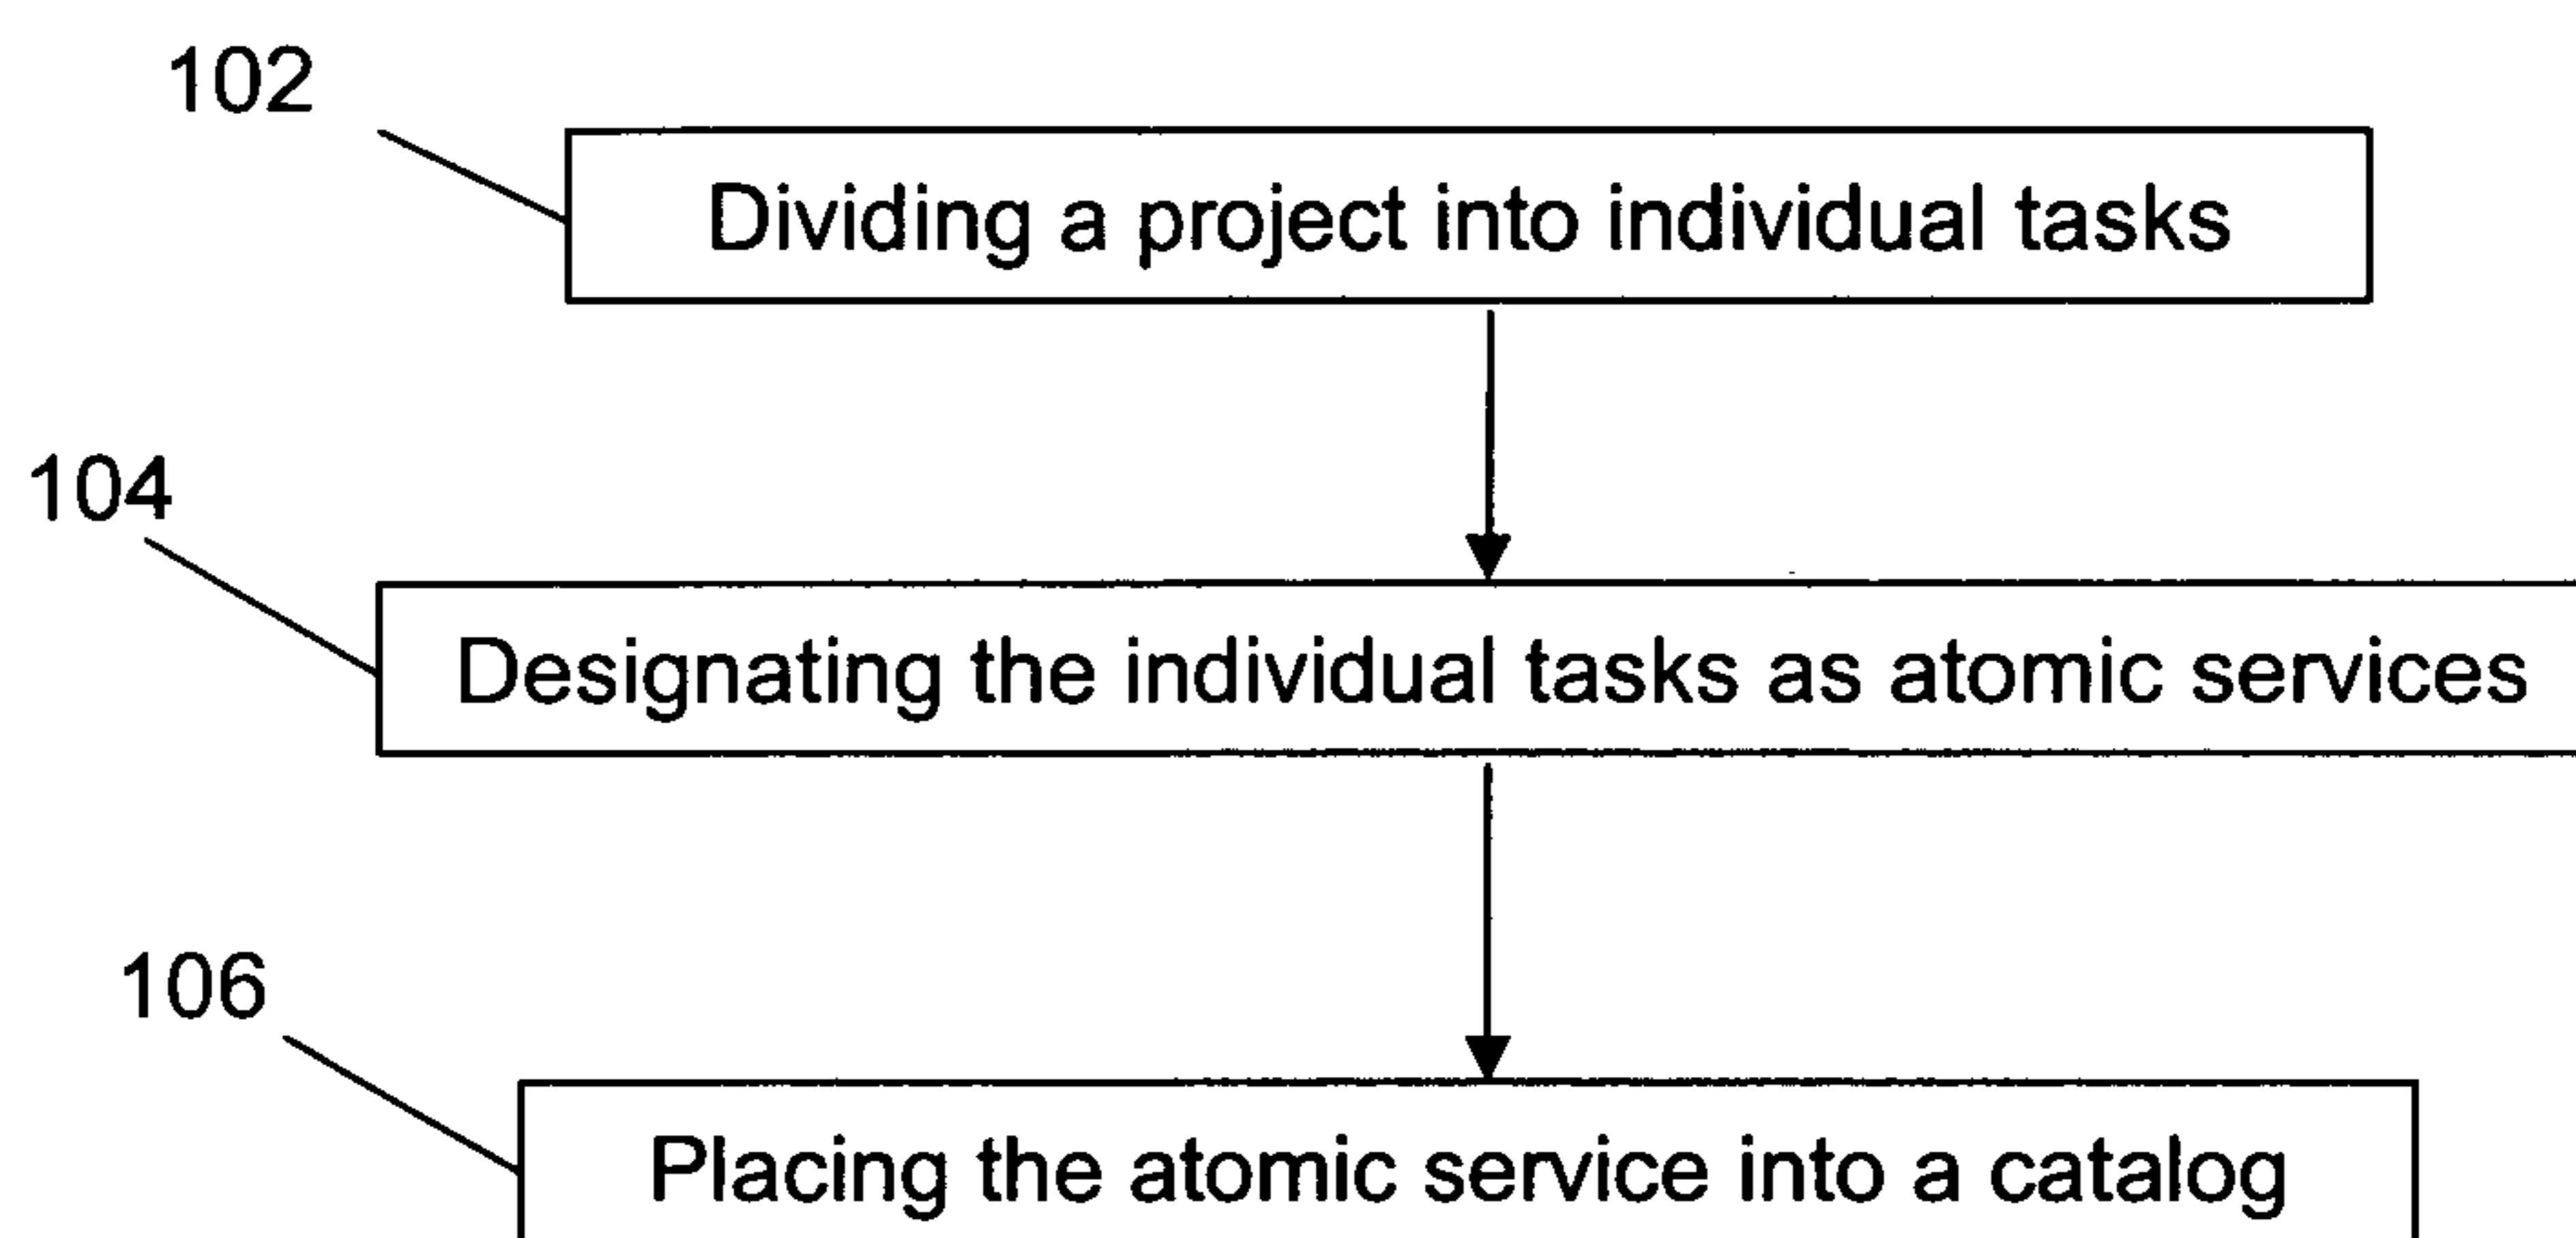 102
Dividing a project into individual tasks
104
Designating the individual tasks as atomic services
106
Placing the atomic service into a catalog